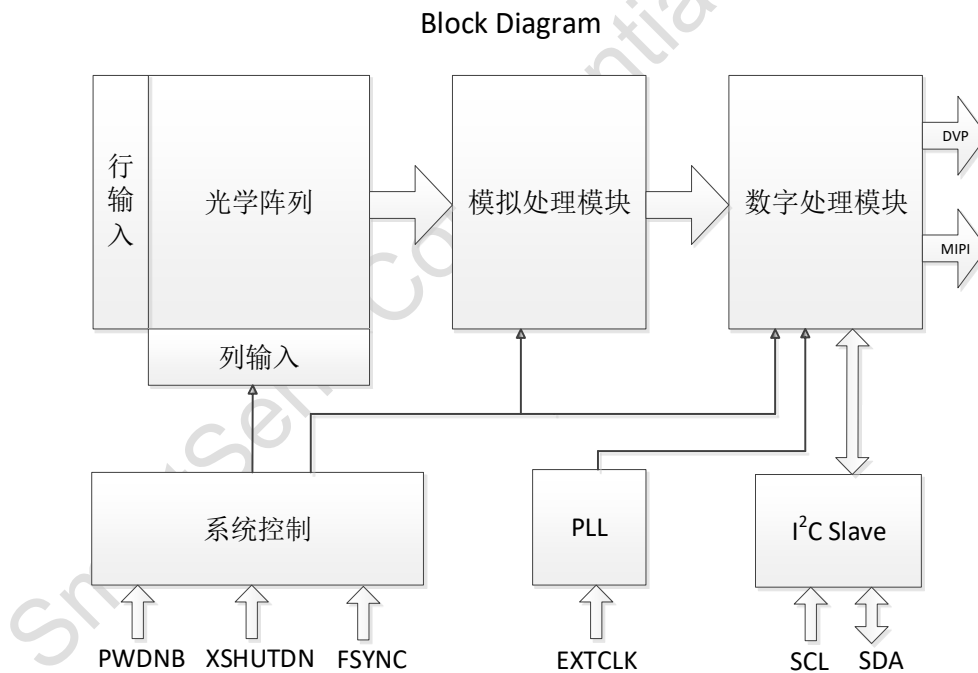 Block Diagram
行输入
光学阵列
模拟处理模块
数字处理模块
DVP
MIPI
列输入
系统控制
PLL
I²C Slave
PWDNB XSHUTDN FSYNC EXTCLK SCL SDA